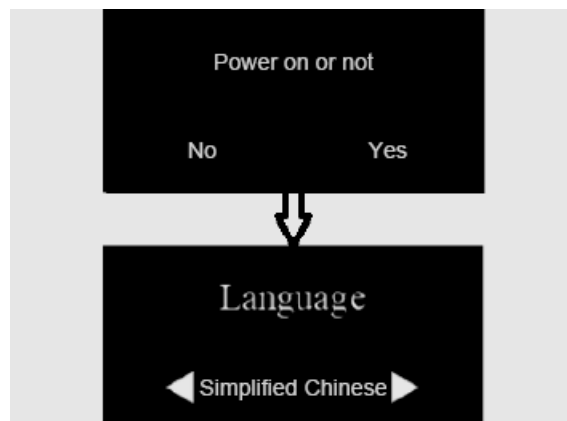 Power on or not
No Yes
Language
Simplified Chinese